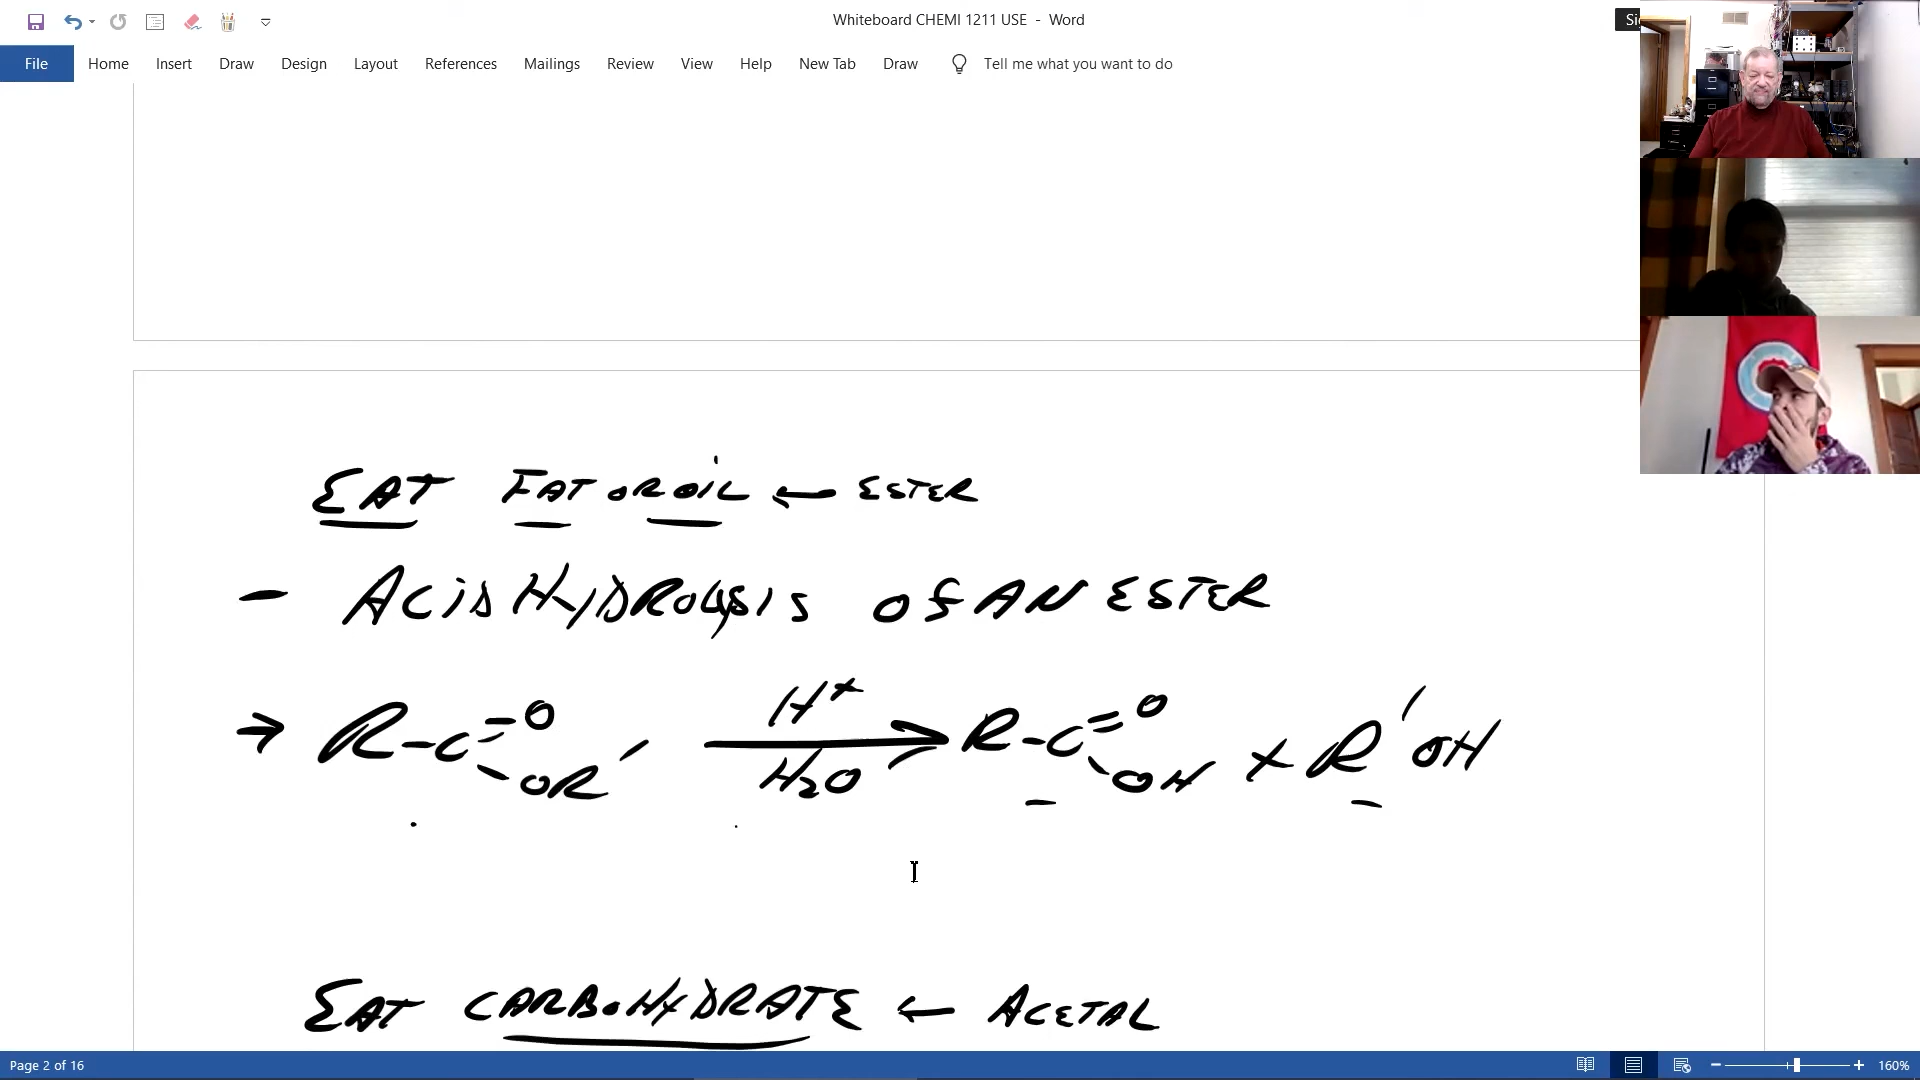 Whiteboard CHEMI 1211 USE - Word
Si
File Home Insert Draw Design Layout References Mailings Review View Help New Tab Draw Tell me what you want to do
EAT FAT OR OIL ← ESTER
- ACID HYDROLYSIS OF AN ESTER
→ R-C=O OR' H+ H2O → R-C=O OH + R'OH
EAT CARBOHYDRATE ← ACETAL
Page 2 of 16 160%